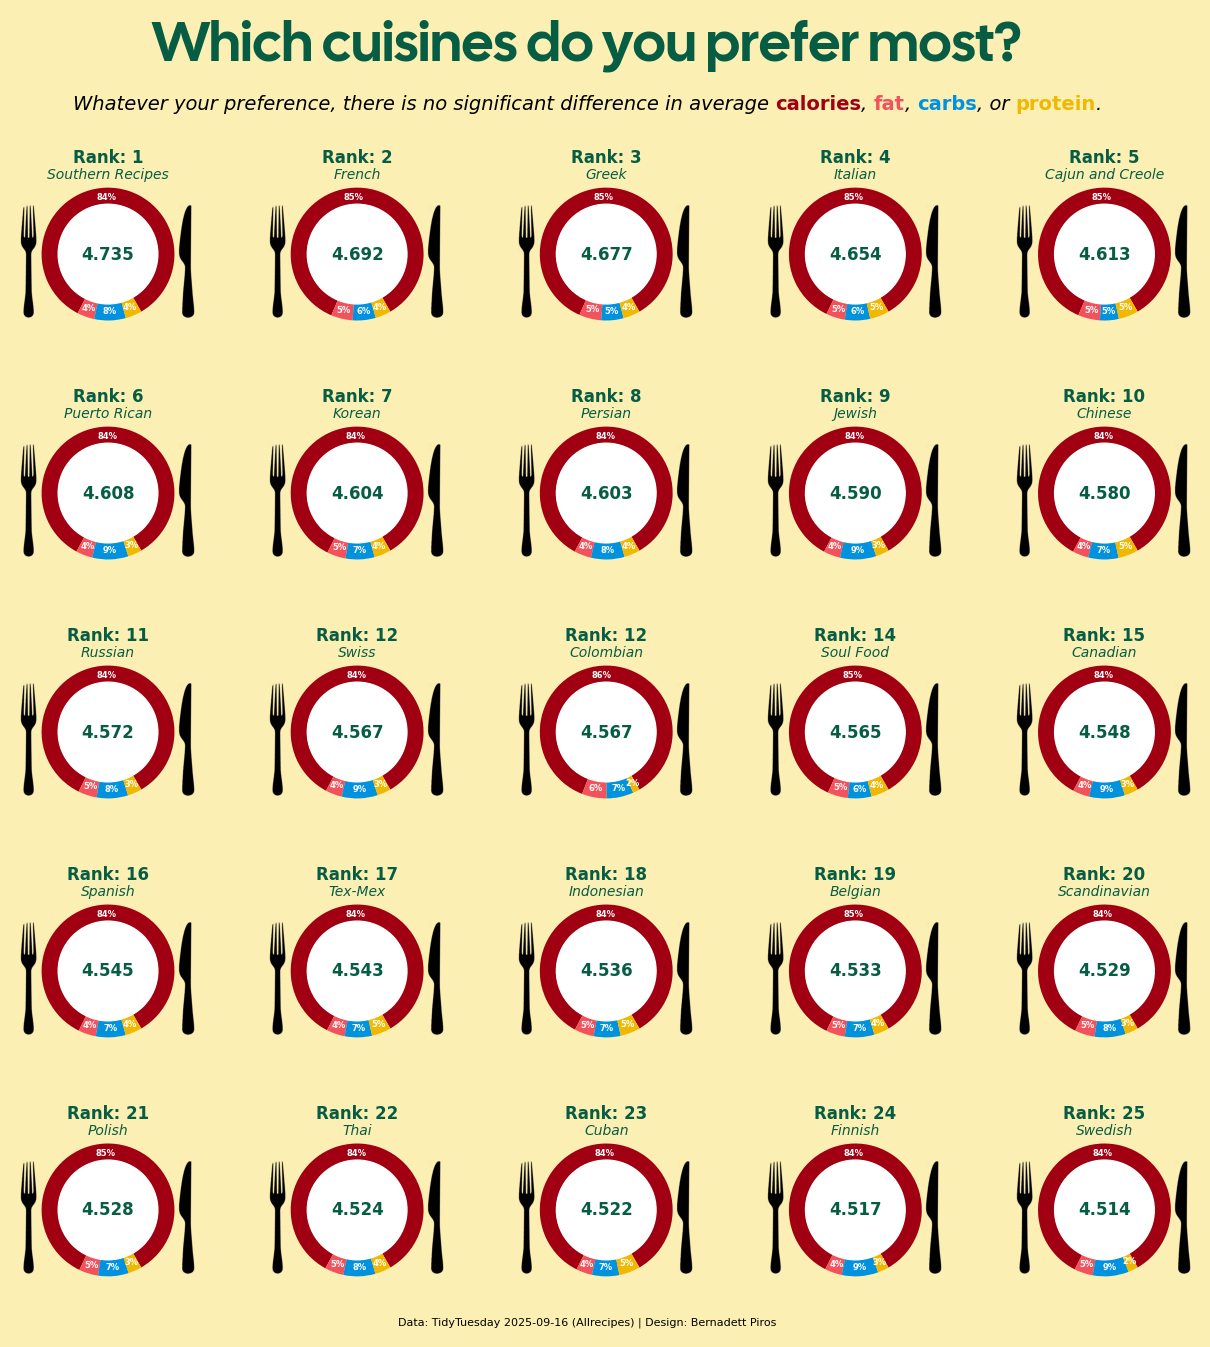 Which cuisines do you prefer most?
Whatever your preference, there is no significant difference in average calories, fat, carbs, or protein.
Rank: 1
Southern Recipes
84%
4.735
4% 8% 4%
Rank: 2
French
85%
4.692
5% 6% 4%
Rank: 3
Greek
85%
4.677
5% 5% 4%
Rank: 4
Italian
85%
4.654
5% 6% 5%
Rank: 5
Cajun and Creole
85%
4.613
5% 5% 5%
Rank: 6
Puerto Rican
84%
4.608
4% 9% 3%
Rank: 7
Korean
84%
4.604
5% 7% 4%
Rank: 8
Persian
84%
4.603
4% 8% 4%
Rank: 9
Jewish
84%
4.590
4% 9% 3%
Rank: 10
Chinese
84%
4.580
4% 7% 5%
Rank: 11
Russian
84%
4.572
5% 8% 3%
Rank: 12
Swiss
84%
4.567
4% 9% 3%
Rank: 12
Colombian
86%
4.567
6% 7% 2%
Rank: 14
Soul Food
85%
4.565
5% 6% 4%
Rank: 15
Canadian
84%
4.548
4% 9% 3%
Rank: 16
Spanish
84%
4.545
4% 7% 4%
Rank: 17
Tex-Mex
84%
4.543
4% 7% 5%
Rank: 18
Indonesian
84%
4.536
5% 7% 5%
Rank: 19
Belgian
85%
4.533
5% 7% 4%
Rank: 20
Scandinavian
84%
4.529
5% 8% 3%
Rank: 21
Polish
85%
4.528
5% 7% 3%
Rank: 22
Thai
84%
4.524
5% 8% 4%
Rank: 23
Cuban
84%
4.522
4% 7% 5%
Rank: 24
Finnish
84%
4.517
4% 9% 3%
Rank: 25
Swedish
84%
4.514
5% 9% 2%
Data: TidyTuesday 2025-09-16 (Allrecipes) | Design: Bernadett Piros